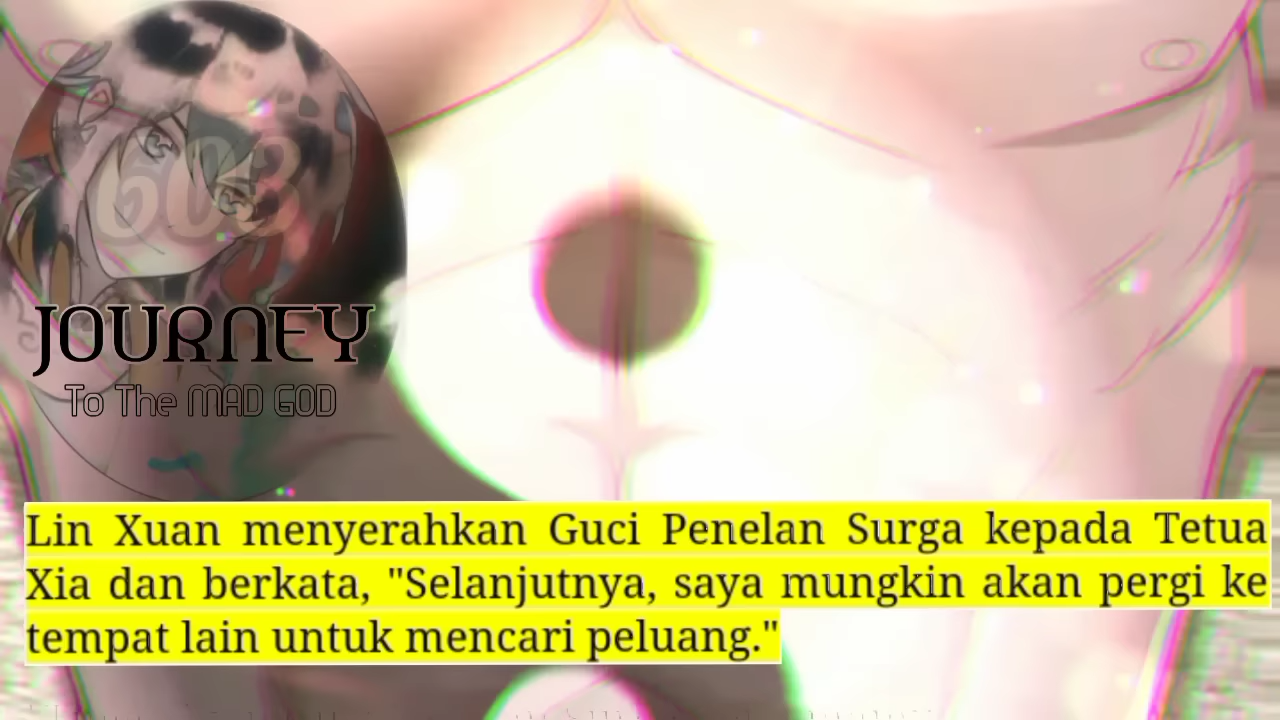 603
JOURNEY
To The MAD GOD
Lin Xuan menyerahkan Guci Penelan Surga kepada Tetua
Xia dan berkata, "Selanjutnya, saya mungkin akan pergi ke
tempat lain untuk mencari peluang."